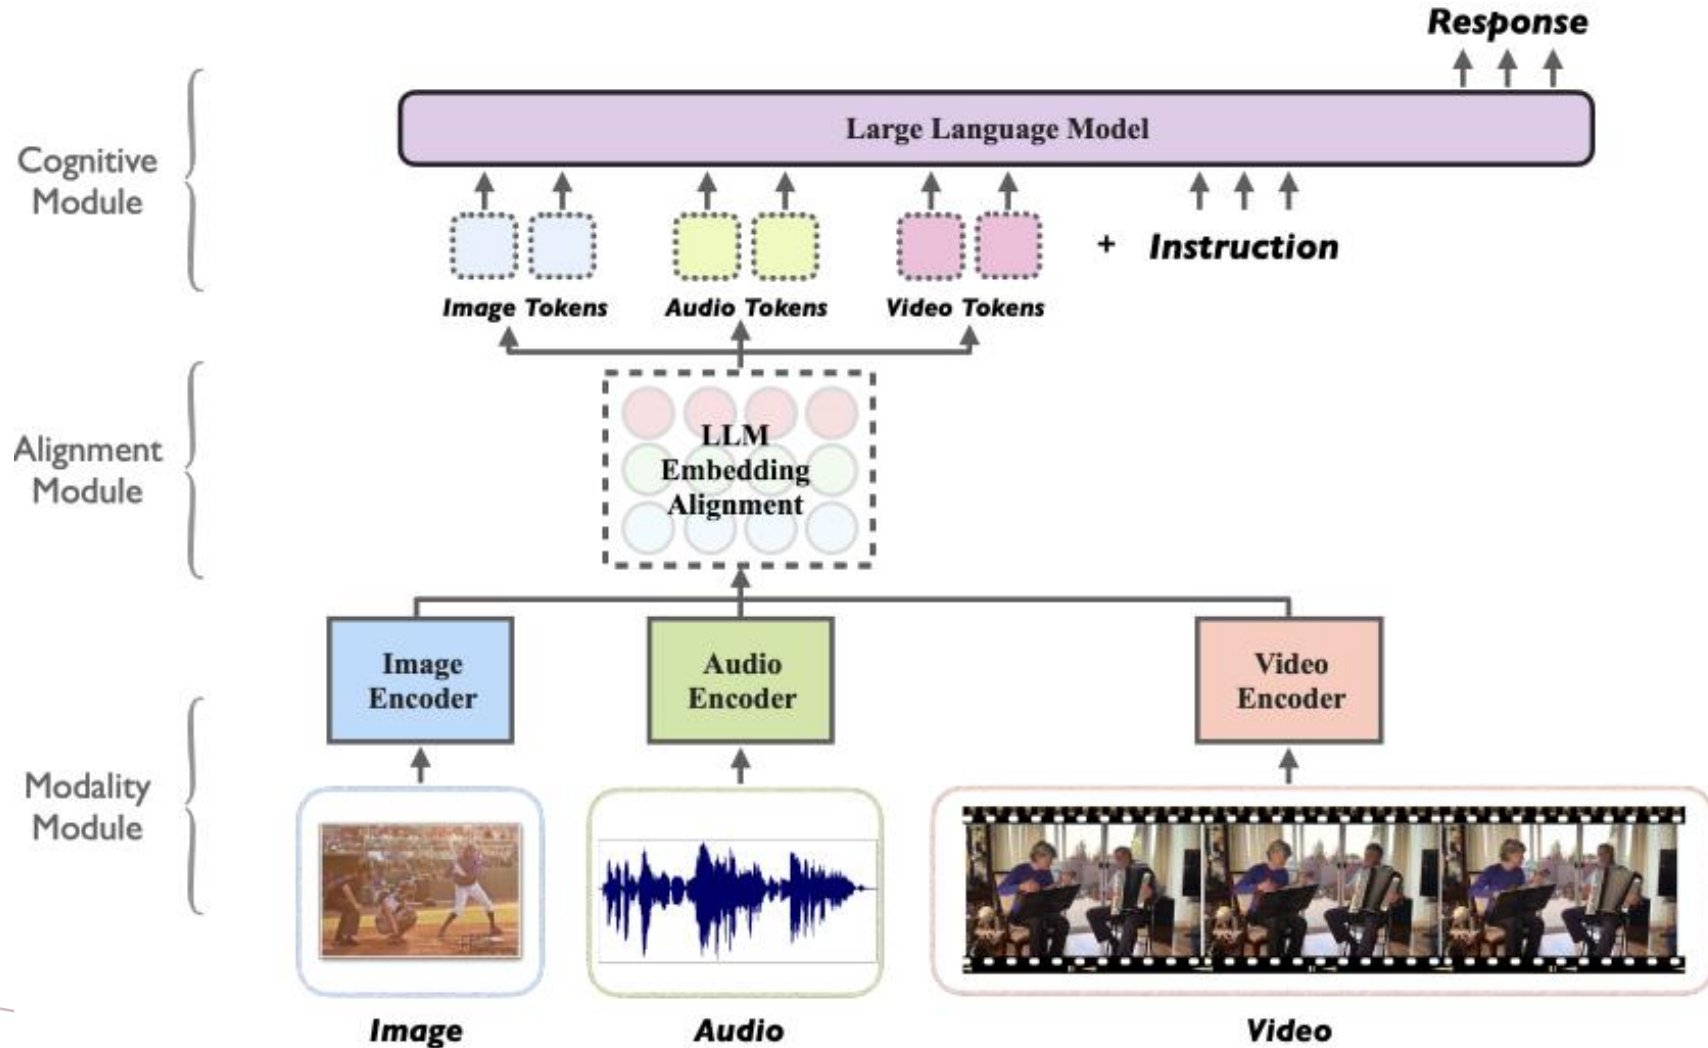 Response
Large Language Model
Cognitive
Module
+ Instruction
Image Tokens
Audio Tokens
Video Tokens
Alignment
Module
LLM
Embedding
Alignment
Image
Encoder
Audio
Encoder
Video
Encoder
Modality
Module
Image
Audio
Video